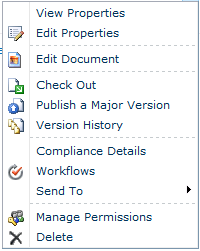 View Properties
Edit Properties
Edit Document
Check Out
Publish a Major Version
Version History
Compliance Details
Workflows
Send To
Manage Permissions
Delete